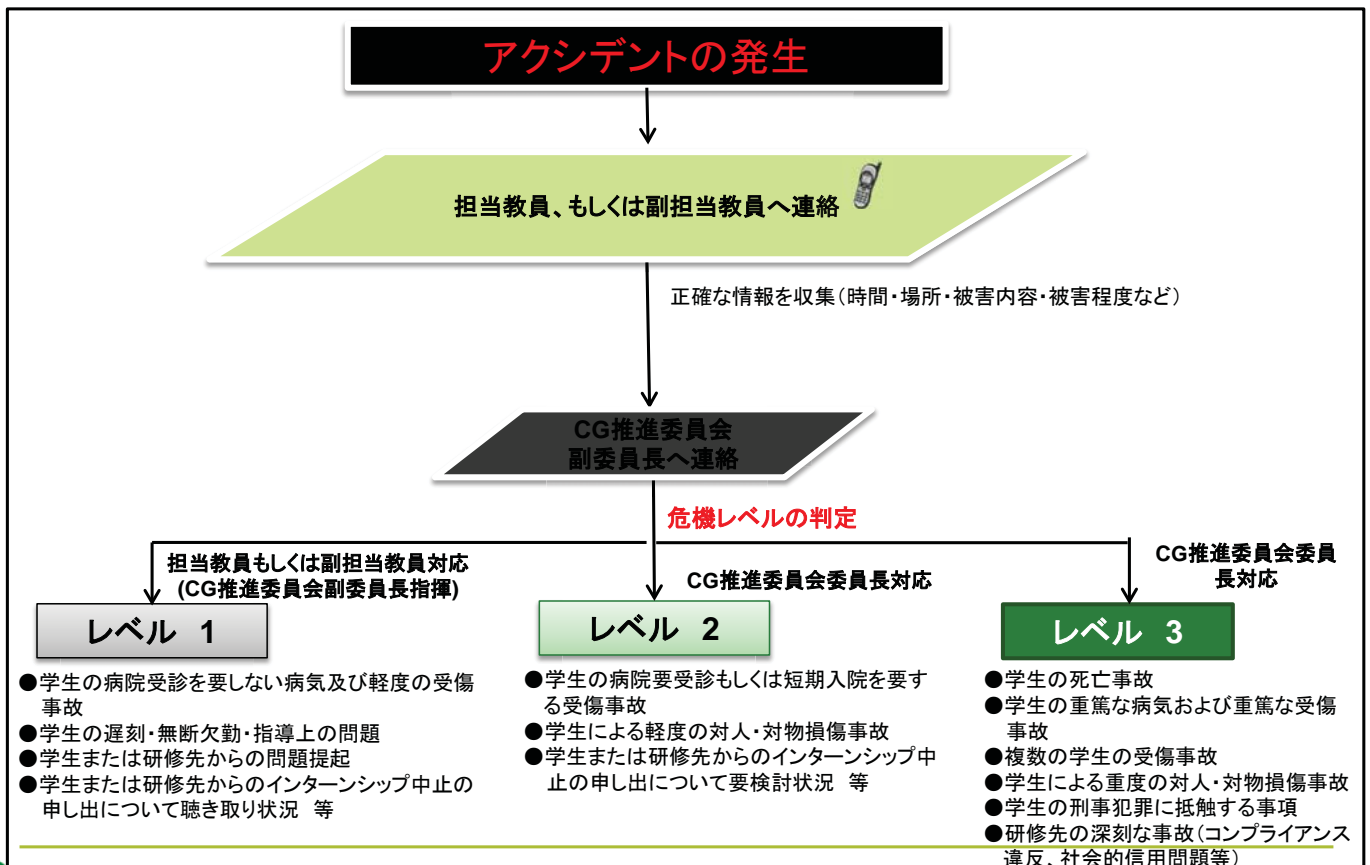 アクシデントの発生
担当教員、もしくは副担当教員へ連絡
正確な情報を収集(時間・場所・被害内容・被害程度など)
CG推進委員会
副委員長へ連絡
危機レベルの判定
担当教員もしくは副担当教員対応
(CG推進委員会副委員長指揮)
レベル 1
●学生の病院受診を要しない病気及び軽度の受傷
事故
●学生の遅刻・無断欠勤・指導上の問題
●学生または研修先からの問題提起
●学生または研修先からのインターンシップ中止の
申し出について聴き取り状況 等
CG推進委員会委員長対応
レベル 2
●学生の病院要受診もしくは短期入院を要す
る受傷事故
●学生による軽度の対人・対物損傷事故
●学生または研修先からのインターンシップ中
止の申し出について要検討状況 等
CG推進委員会委員
長対応
レベル 3
●学生の死亡事故
●学生の重篤な病気および重篤な受傷
事故
●複数の学生の受傷事故
●学生による重度の対人・対物損傷事故
●学生の刑事犯罪に抵触する事項
●研修先の深刻な事故(コンプライアンス
違反、社会的信用問題等)